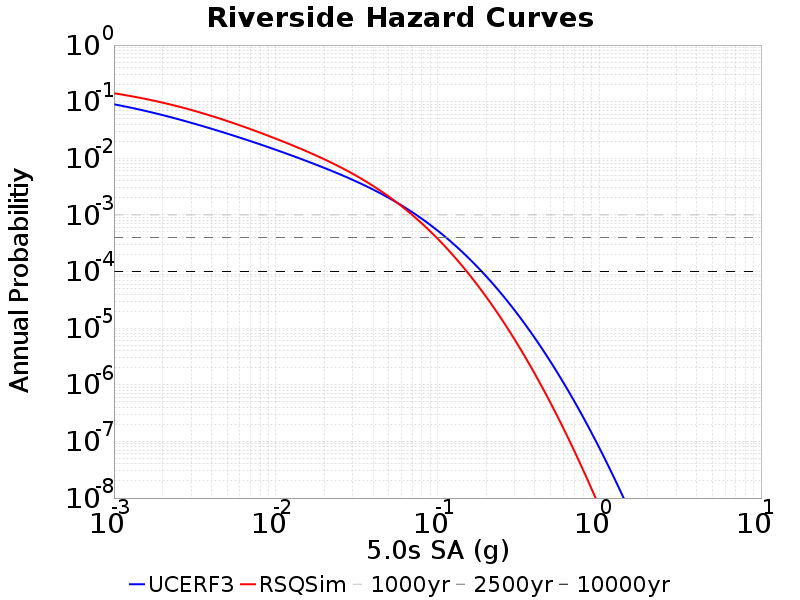 Riverside Hazard Curves
10^0
10^-1
10^-2
10^-3
10^-4
10^-5
10^-6
10^-7
10^-8
Annual Probabilitiy
10^-3 10^-2 10^-1 10^0 10^1
5.0s SA (g)
UCERF3 RSQSim 1000yr 2500yr 10000yr